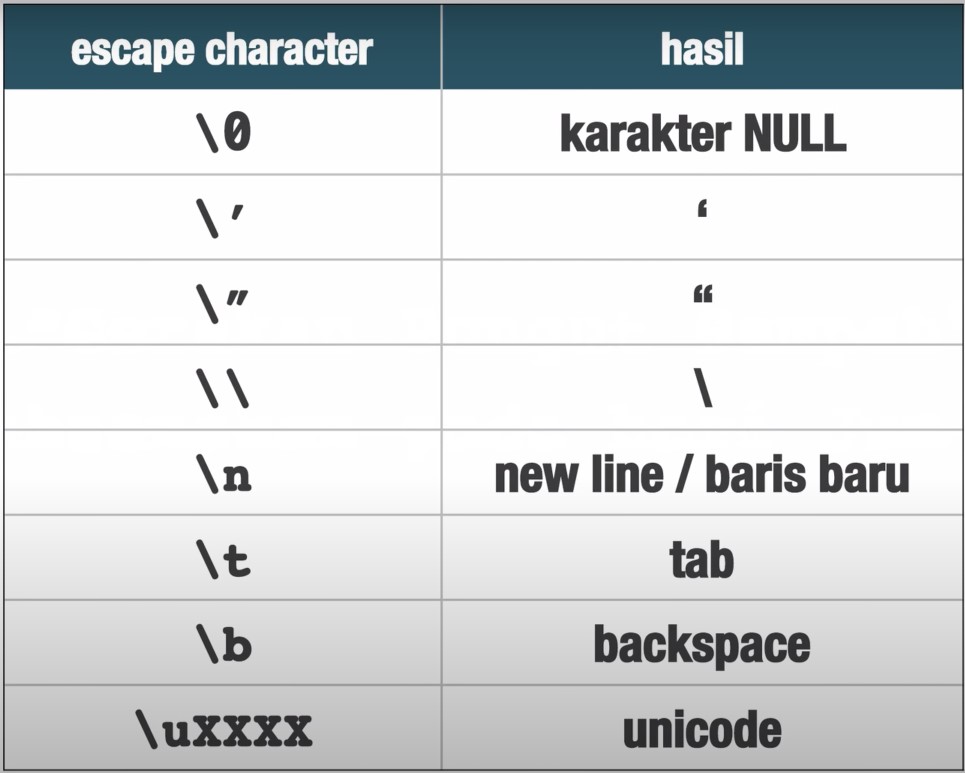 escape character hasil
\0 karakter NULL
\’ ‘
\” “
\\ \
\n new line / baris baru
\t tab
\b backspace
\uXXXX unicode